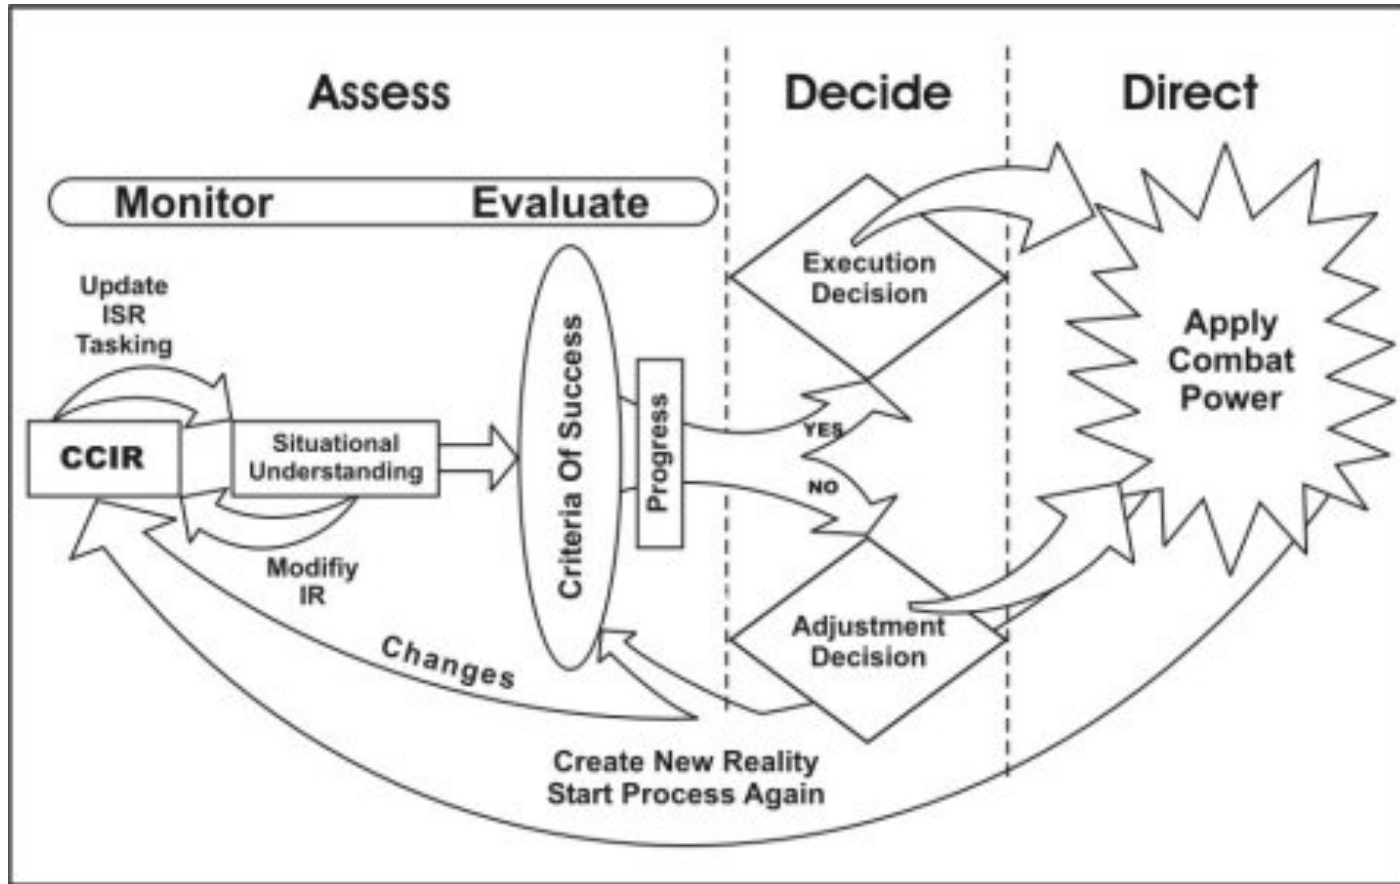 Assess
Decide
Direct
Monitor
Evaluate
Update
ISR
Tasking
CCIR
Situational
Understanding
Modifiy
IR
Criteria Of Success
Progress
YES
NO
Execution
Decision
Adjustment
Decision
Apply
Combat
Power
Changes
Create New Reality
Start Process Again